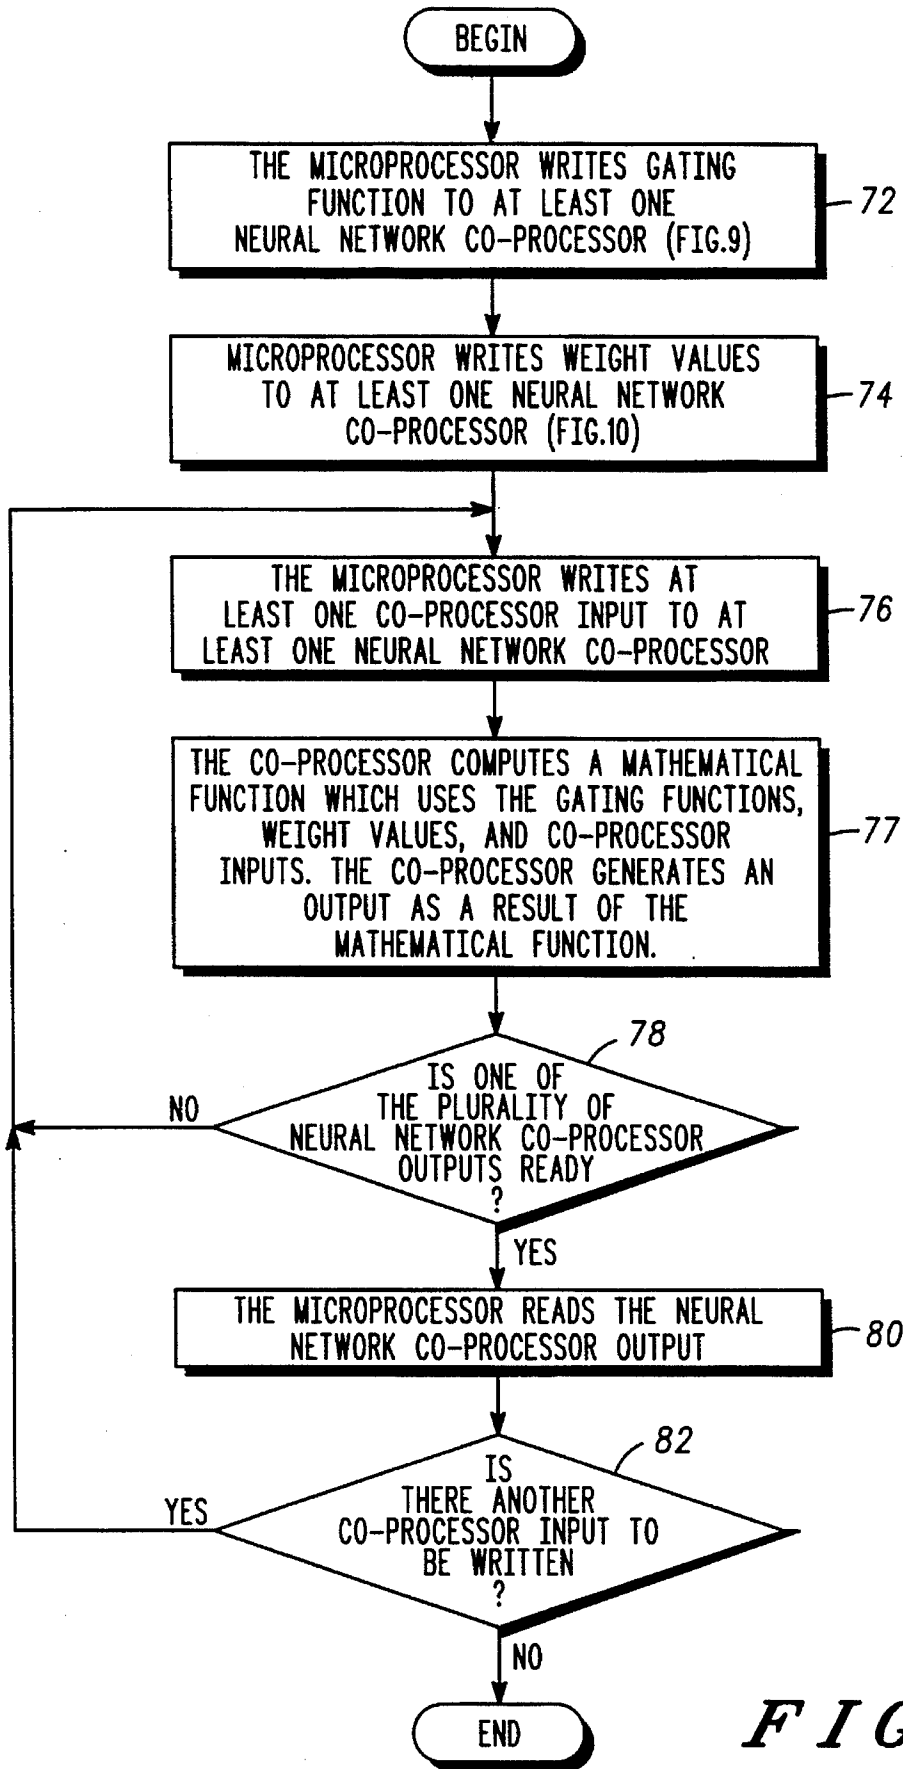 BEGIN
THE MICROPROCESSOR WRITES GATING
FUNCTION TO AT LEAST ONE
NEURAL NETWORK CO-PROCESSOR (FIG.9)
72
MICROPROCESSOR WRITES WEIGHT VALUES
TO AT LEAST ONE NEURAL NETWORK
CO-PROCESSOR (FIG.10)
74
THE MICROPROCESSOR WRITES AT
LEAST ONE CO-PROCESSOR INPUT TO AT
LEAST ONE NEURAL NETWORK CO-PROCESSOR
76
THE CO-PROCESSOR COMPUTES A MATHEMATICAL
FUNCTION WHICH USES THE GATING FUNCTIONS,
WEIGHT VALUES, AND CO-PROCESSOR
INPUTS. THE CO-PROCESSOR GENERATES AN
OUTPUT AS A RESULT OF THE
MATHEMATICAL FUNCTION.
77
78
IS ONE OF
THE PLURALITY OF
NEURAL NETWORK CO-PROCESSOR
OUTPUTS READY
?
NO
YES
THE MICROPROCESSOR READS THE NEURAL
NETWORK CO-PROCESSOR OUTPUT
80
82
IS
THERE ANOTHER
CO-PROCESSOR INPUT TO
BE WRITTEN
?
YES
NO
END
FIG